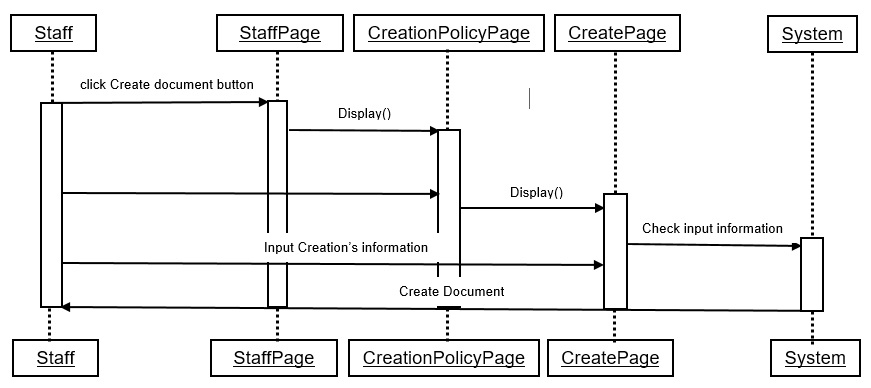 Staff
StaffPage
CreationPolicyPage
CreatePage
System
click Create document button
Display()
Display()
Check input information
Input Creation's information
Create Document
Staff
StaffPage
CreationPolicyPage
CreatePage
System